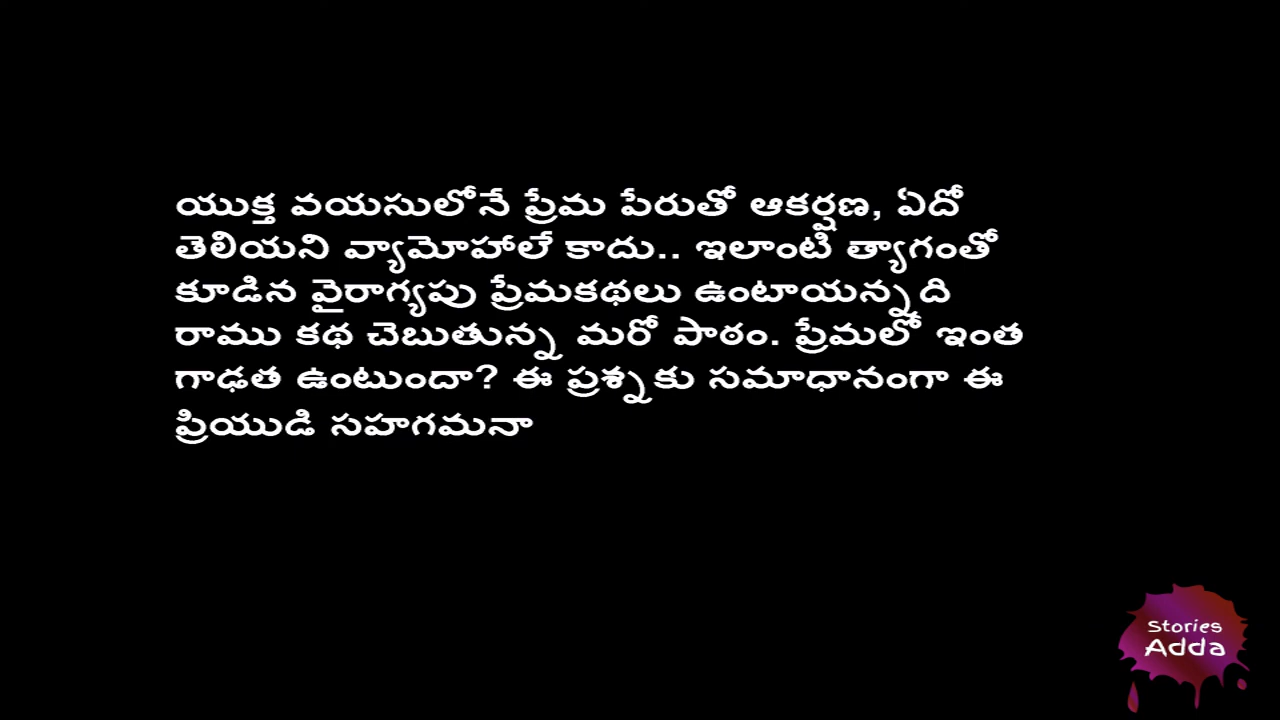 యుక్త వయసులోనే ప్రేమ పేరుతో ఆకర్షణ, ఏదో
తెలియని వ్యామోహాలే కాదు.. ఇలాంటి త్యాగంతో
కూడిన వైరాగ్యపు ప్రేమకథలు ఉంటాయన్నది
రాము కథ చెబుతున్న మరో పాఠం. ప్రేమలో ఇంత
గాఢత ఉంటుందా? ఈ ప్రశ్నకు సమాధానంగా ఈ
ప్రియుడి సహగమనా
Stories
Adda